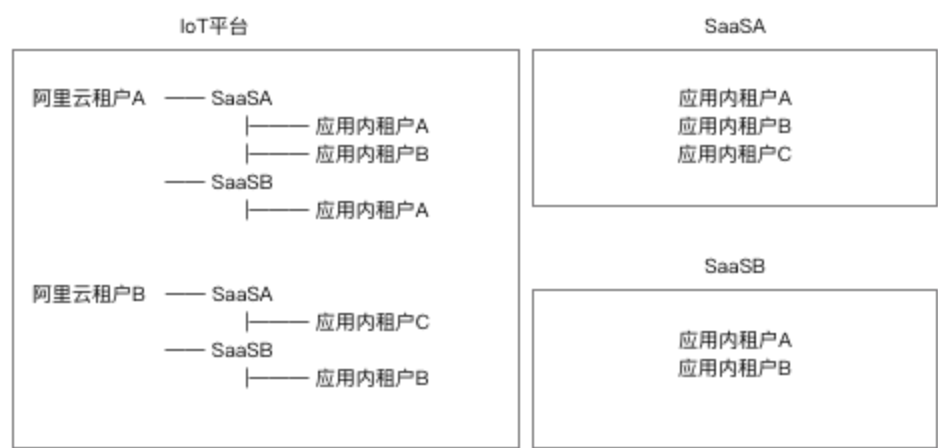 IoT平台
阿里云租户A —— SaaSA
|——— 应用内租户A
|——— 应用内租户B
—— SaaSB
|——— 应用内租户A
阿里云租户B —— SaaSA
|——— 应用内租户C
—— SaaSB
|——— 应用内租户B
SaaSA
应用内租户A
应用内租户B
应用内租户C
SaaSB
应用内租户A
应用内租户B